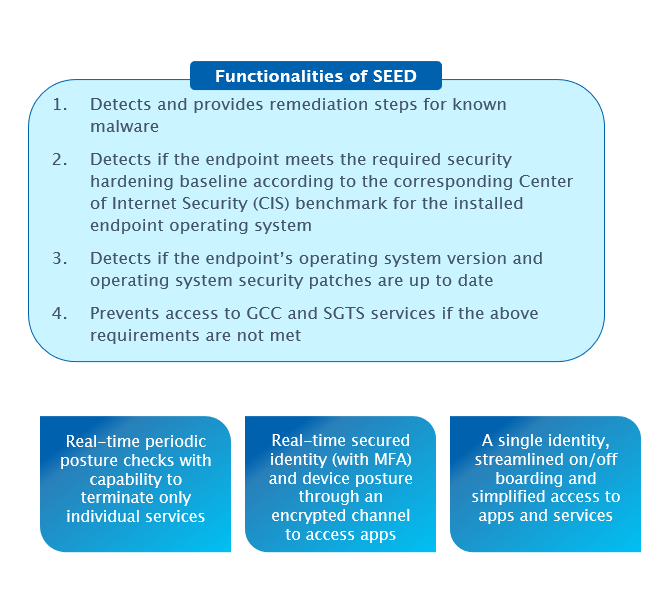 Functionalities of SEED
1. Detects and provides remediation steps for known
malware
2. Detects if the endpoint meets the required security
hardening baseline according to the corresponding Center
of Internet Security (CIS) benchmark for the installed
endpoint operating system
3. Detects if the endpoint’s operating system version and
operating system security patches are up to date
4. Prevents access to GCC and SGTS services if the above
requirements are not met
Real-time periodic
posture checks with
capability to
terminate only
individual services
Real-time secured
identity (with MFA)
and device posture
through an
encrypted channel
to access apps
A single identity,
streamlined on/off
boarding and
simplified access to
apps and services